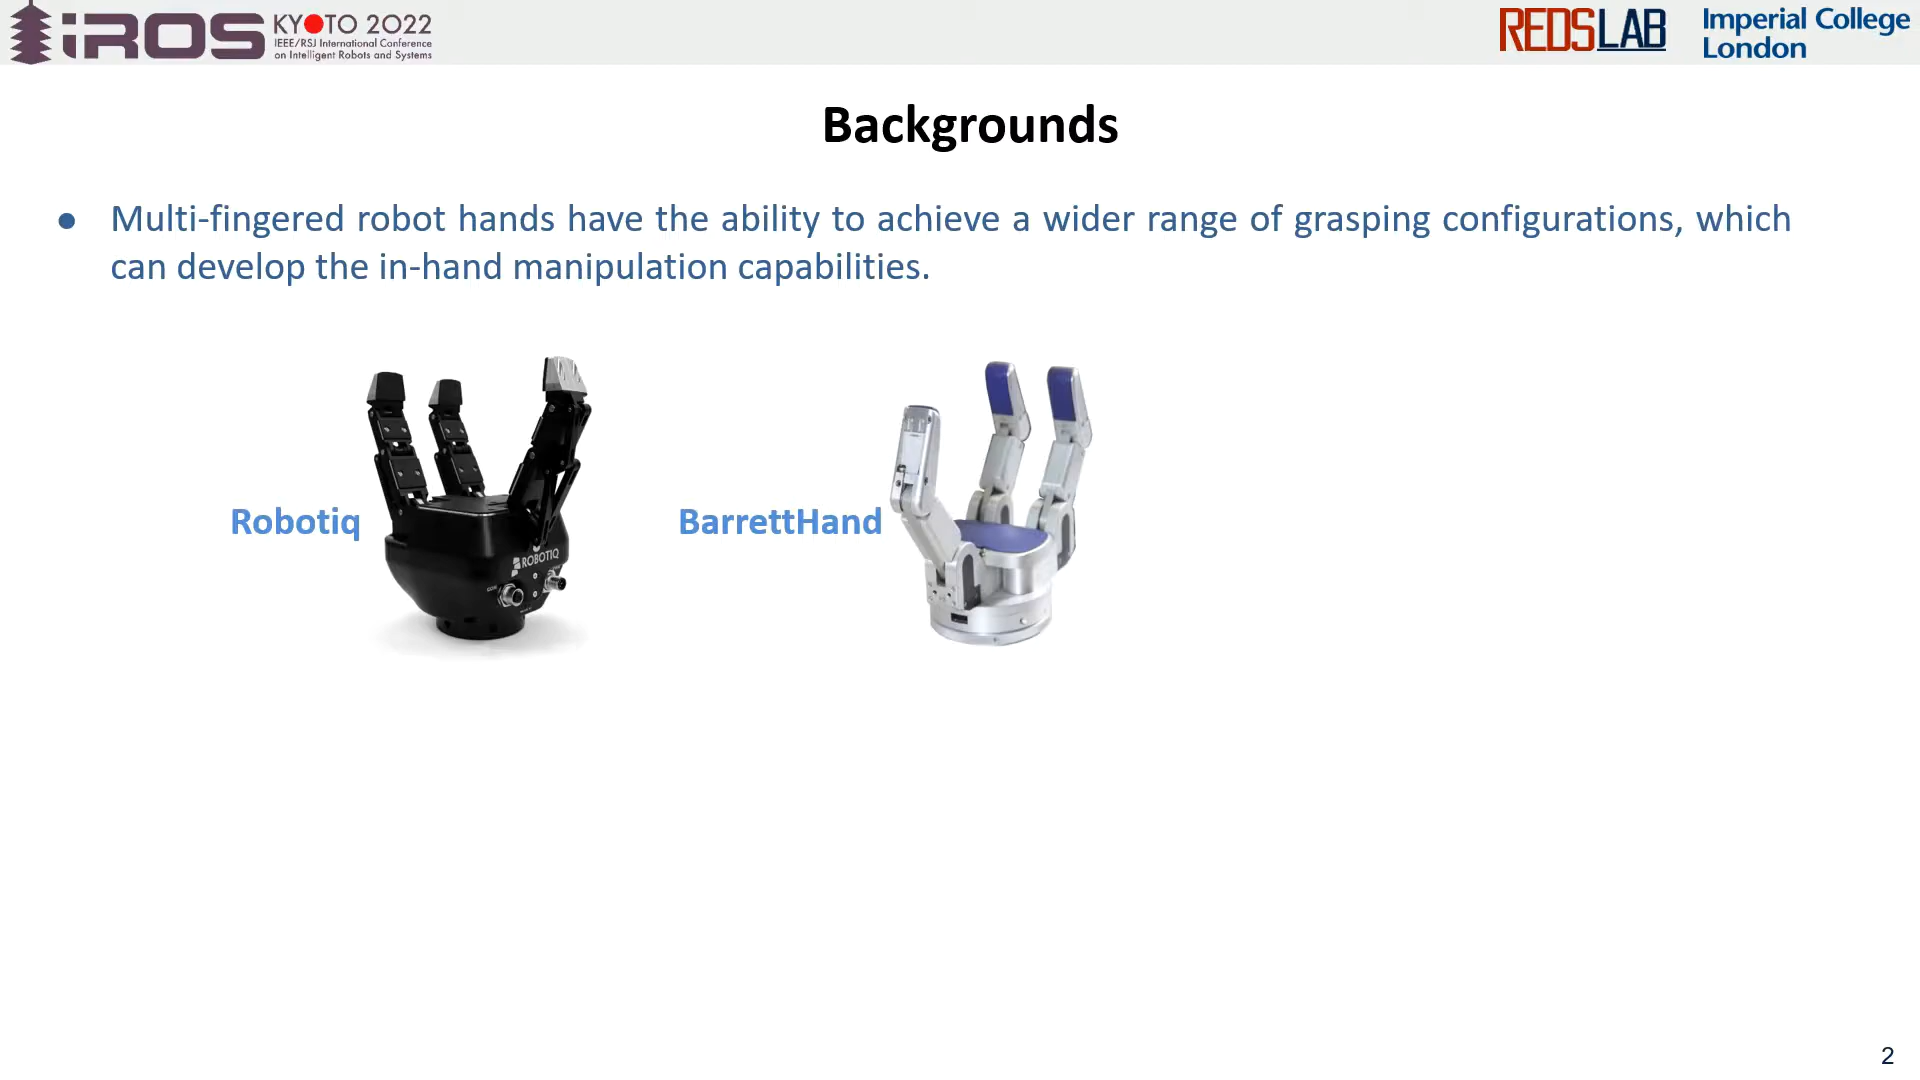 iROS
KYOTO 2022
IEEE/RSJ International Conference
on Intelligent Robots and Systems
REDSLAB
Imperial College
London
Backgrounds
● Multi-fingered robot hands have the ability to achieve a wider range of grasping configurations, which
can develop the in-hand manipulation capabilities.
Robotiq
ROBOTIQ
BarrettHand
2